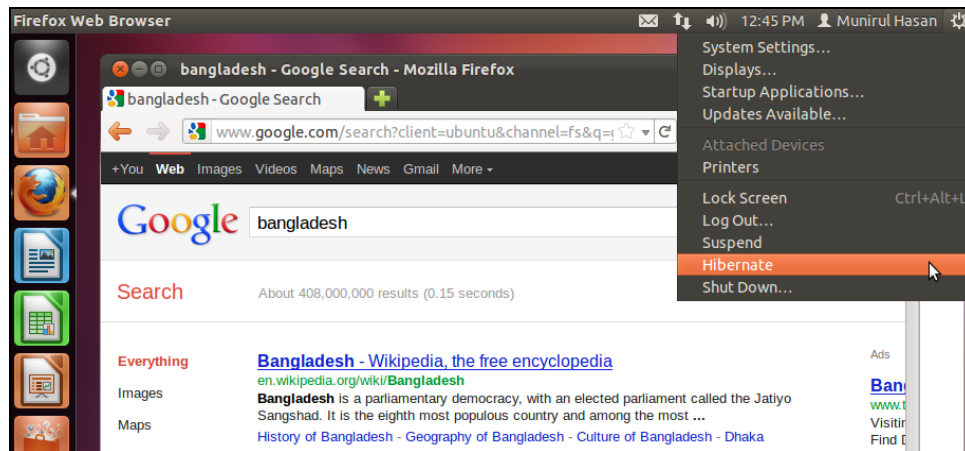 Firefox Web Browser
12:45 PM Munirul Hasan
System Settings...
Displays...
Startup Applications...
Updates Available...
Attached Devices
Printers
Lock Screen Ctrl+Alt+L
Log Out...
Suspend
Hibernate
Shut Down...
bangladesh - Google Search - Mozilla Firefox
bangladesh - Google Search
www.google.com/search?client=ubuntu&channel=fs&q=
+You Web Images Videos Maps News Gmail More
Google bangladesh
Search About 408,000,000 results (0.15 seconds)
Everything
Images
Maps
Bangladesh - Wikipedia, the free encyclopedia
en.wikipedia.org/wiki/Bangladesh
Bangladesh is a parliamentary democracy, with an elected parliament called the Jatiyo
Sangshad. It is the eighth most populous country and among the most ...
History of Bangladesh - Geography of Bangladesh - Culture of Bangladesh - Dhaka
Ads
Find